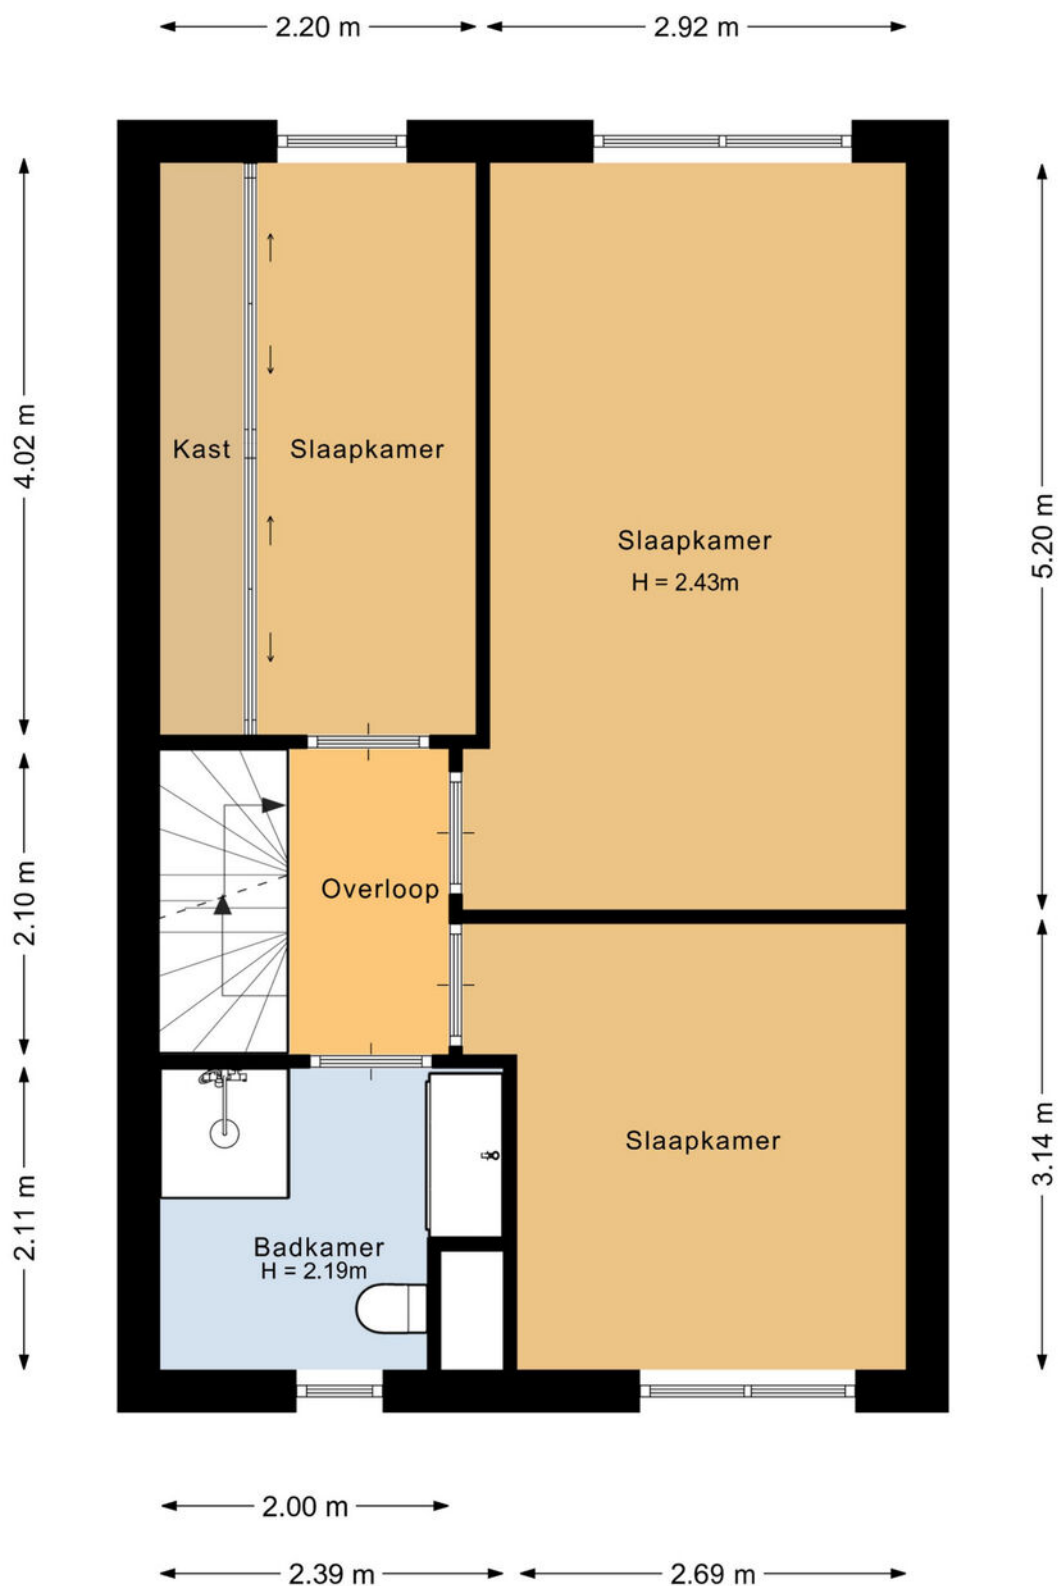 2.20 m
2.92 m
4.02 m
Kast
Slaapkamer
Slaapkamer
H = 2.43m
5.20 m
2.10 m
Overloop
2.11 m
Badkamer
H = 2.19m
Slaapkamer
3.14 m
2.00 m
2.39 m
2.69 m